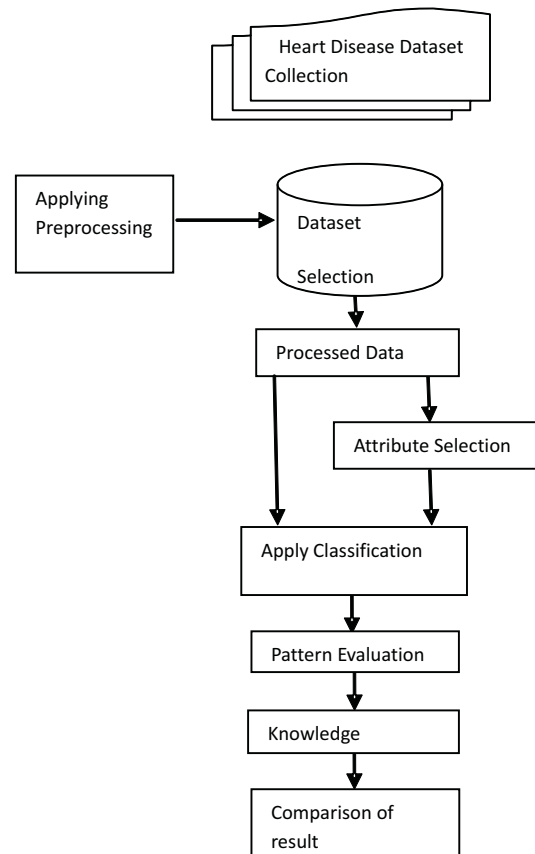 Heart Disease Dataset
Collection
Applying
Preprocessing
Dataset
Selection
Processed Data
Attribute Selection
Apply Classification
Pattern Evaluation
Knowledge
Comparison of
result